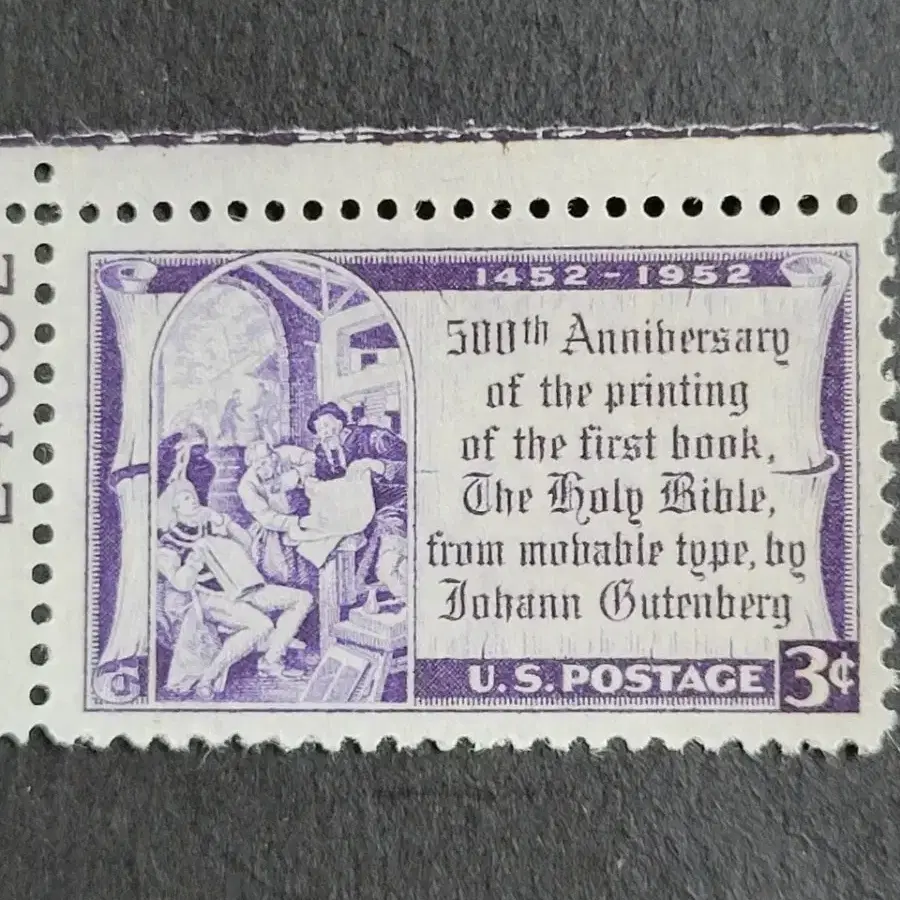 1452-1952
500th Anniversary
of the printing
of the first book,
The Holy Bible,
from movable type, by
Johann Gutenberg
U.S. POSTAGE 3¢